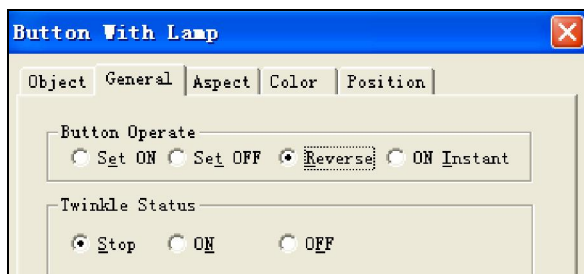 Button With Lamp
Object General Aspect Color Position
Button Operate
Set ON Set OFF Reverse ON Instant
Twinkle Status
Stop ON OFF